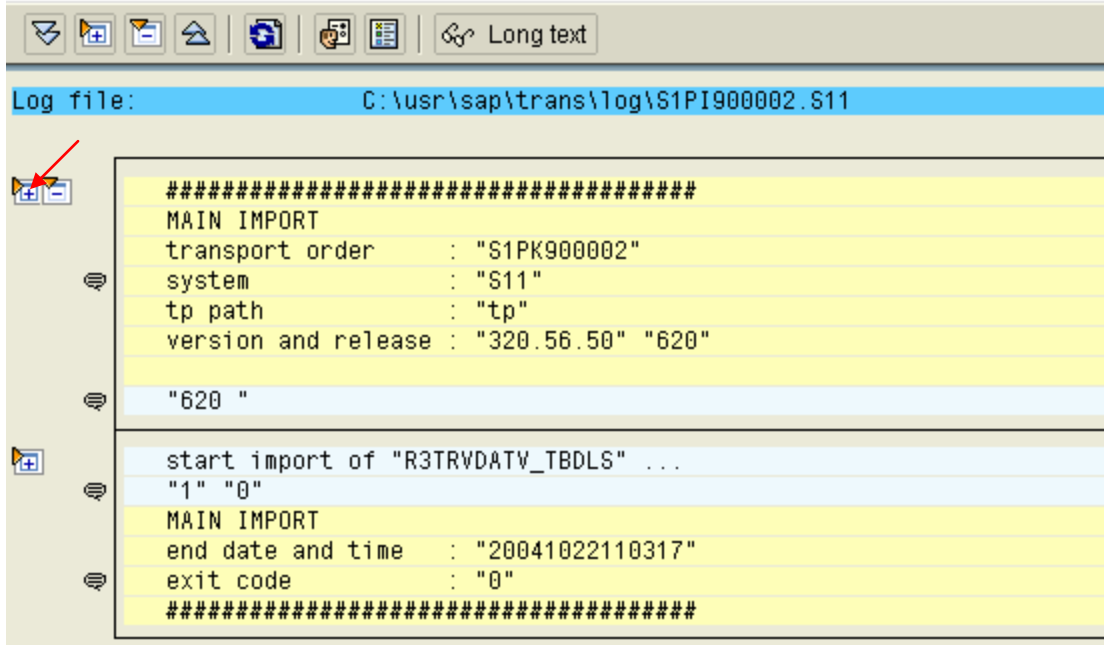 Long text
Log file: C:\usr\sap\trans\log\S1PI900002.S11
######################################
MAIN IMPORT
transport order : "S1PK900002"
system : "S11"
tp path : "tp"
version and release : "320.56.50" "620"
"620 "
start import of "R3TRVDATV_TBDLS" ...
"1" "0"
MAIN IMPORT
end date and time : "20041022110317"
exit code : "0"
######################################